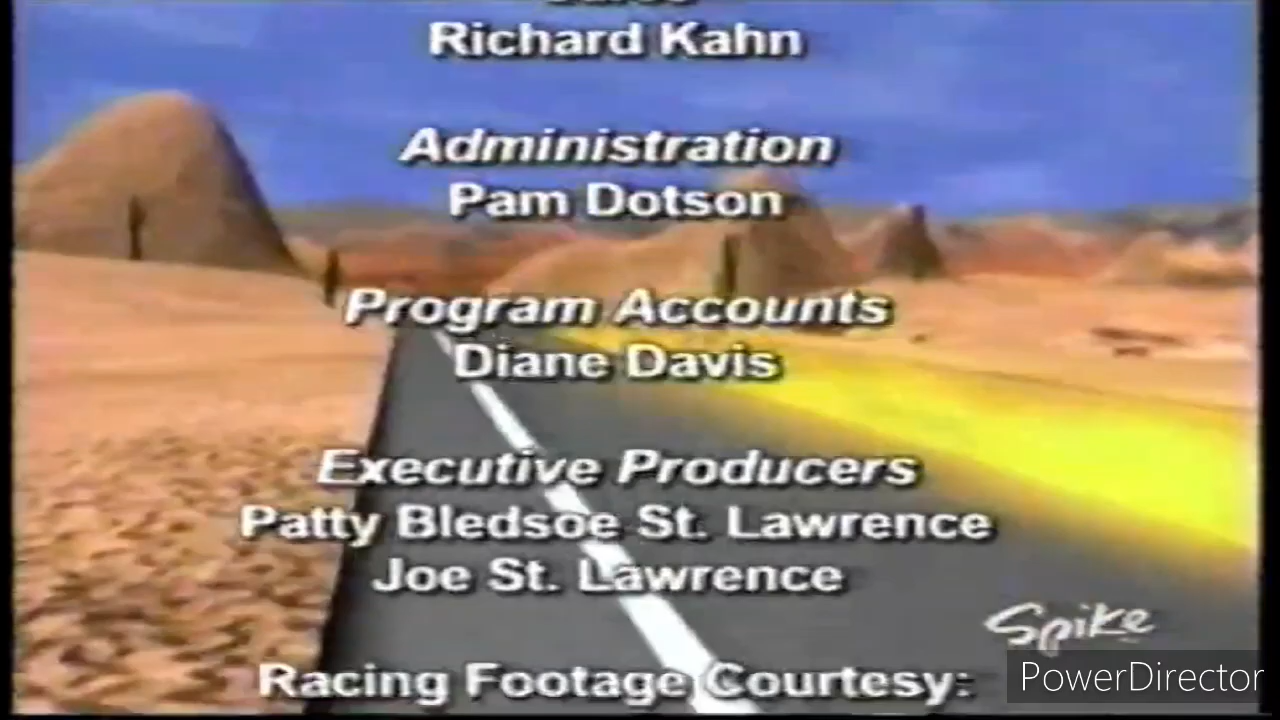 Richard Kahn
Administration
Pam Dotson
Program Accounts
Diane Davis
Executive Producers
Patty Bledsoe St. Lawrence
Joe St. Lawrence
Spike
Racing Footage Courtesy:
PowerDirector